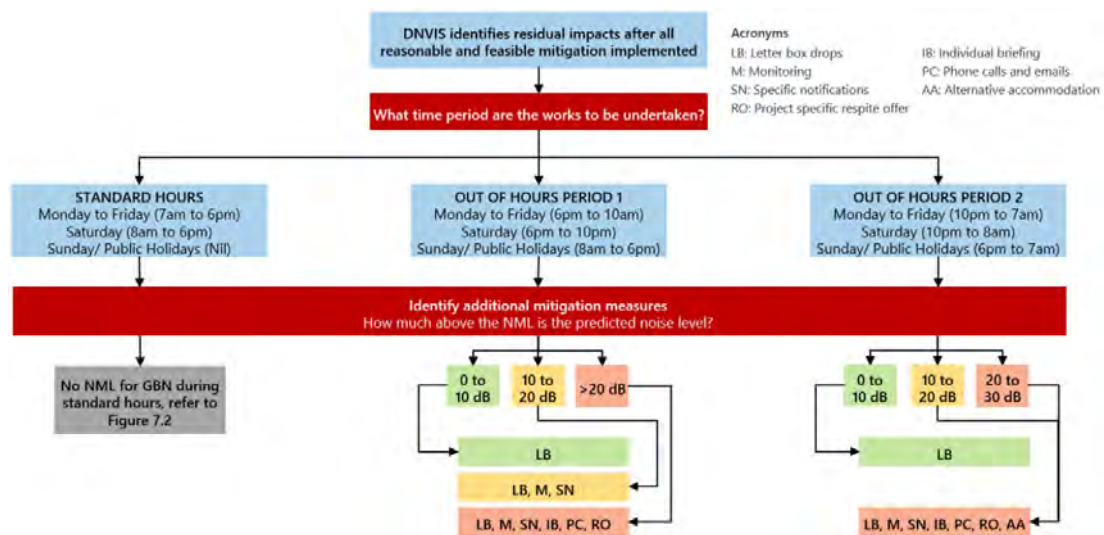 DNVIS identifies residual impacts after all
reasonable and feasible mitigation implemented
Acronyms
LB: Letter box drops
IB: Individual briefing
M: Monitoring
PC: Phone calls and emails
SN: Specific notifications
AA: Alternative accommodation
RO: Project specific respite offer
What time period are the works to be undertaken?
STANDARD HOURS
Monday to Friday (7am to 6pm)
Saturday (8am to 6pm)
Sunday/ Public Holidays (Nil)
OUT OF HOURS PERIOD 1
Monday to Friday (6pm to 10am)
Saturday (6pm to 10pm)
Sunday/ Public Holidays (8am to 6pm)
OUT OF HOURS PERIOD 2
Monday to Friday (10pm to 7am)
Saturday (10pm to 8am)
Sunday/ Public Holidays (6pm to 7am)
Identify additional mitigation measures
How much above the NML is the predicted noise level?
No NML for GBN during
standard hours, refer to
Figure 7.2
0 to
10 dB
10 to
20 dB
>20 dB
LB
LB, M, SN
LB, M, SN, IB, PC, RO
0 to
10 dB
10 to
20 dB
20 to
30 dB
LB
LB, M, SN, IB, PC, RO, AA